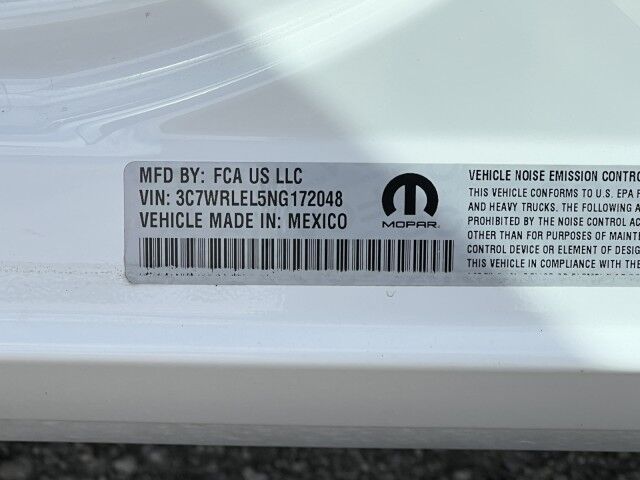 MFD BY: FCA US LLC
VIN: 3C7WRLEL5NG172048
VEHICLE MADE IN: MEXICO
MOPAR
VEHICLE NOISE EMISSION CONTRO
THIS VEHICLE CONFORMS TO U.S. EPA
AND HEAVY TRUCKS. THE FOLLOWING A
PROHIBITED BY THE NOISE CONTROL AC
OTHER THAN FOR PURPOSES OF MAINT
CONTROL DEVICE OR ELEMENT OF DESIG
THIS VEHICLE IN COMPLIANCE WITH THE